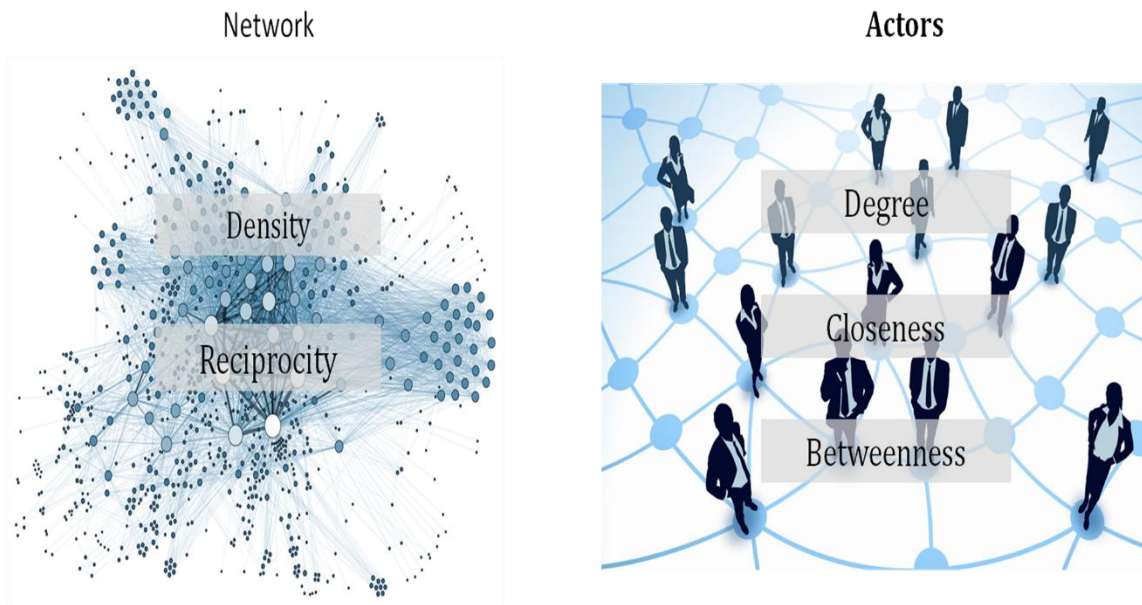 Network
Density
Reciprocity
Actors
Degree
Closeness
Betweenness